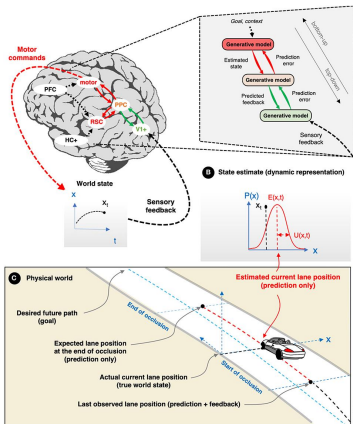 Motor
commands
PFC
motor
PPC
RSC
V1+
HC+
World state
X
X₁
t
Sensory
feedback
Goal, context
Generative model
Estimated
state
Prediction
error
Generative model
Predicted
feedback
Prediction
error
Generative model
bottom-up
top-down
Sensory
feedback
B State estimate (dynamic representation)
P(x)
E(x,t)
X₁
U(x,t)
X
C Physical world
Estimated current lane position
(prediction only)
Desired future path
(goal)
End of occlusion
Expected lane position
at the end of occlusion
(prediction only)
X
Actual current lane position
(true world state)
Start of occlusion
Last observed lane position (prediction + feedback)